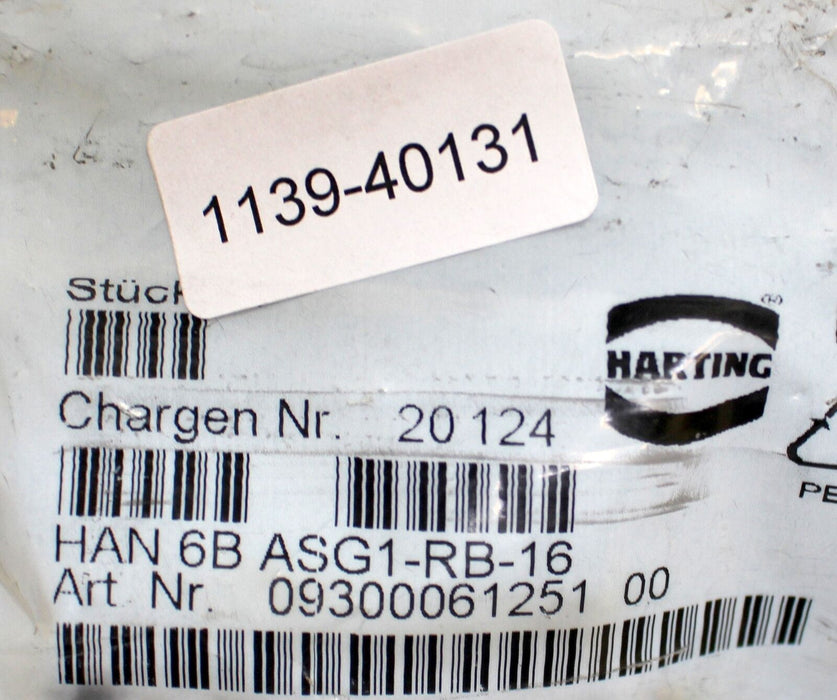 1139-40131
Stück
®
HARTING
Chargen Nr. 20 124
PE
HAN 6B ASG1-RB-16
Art Nr. 09300061251 00